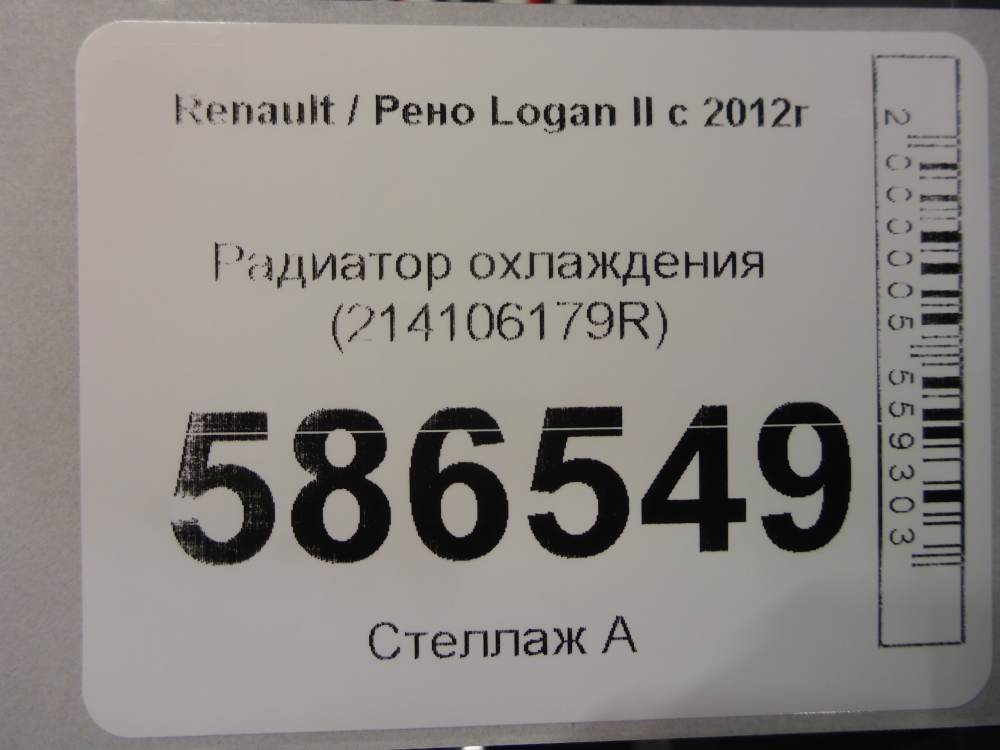 Renault / Рено Logan II с 2012г
Радиатор охлаждения
(214106179R)
586549
Стеллаж А
2000005559303